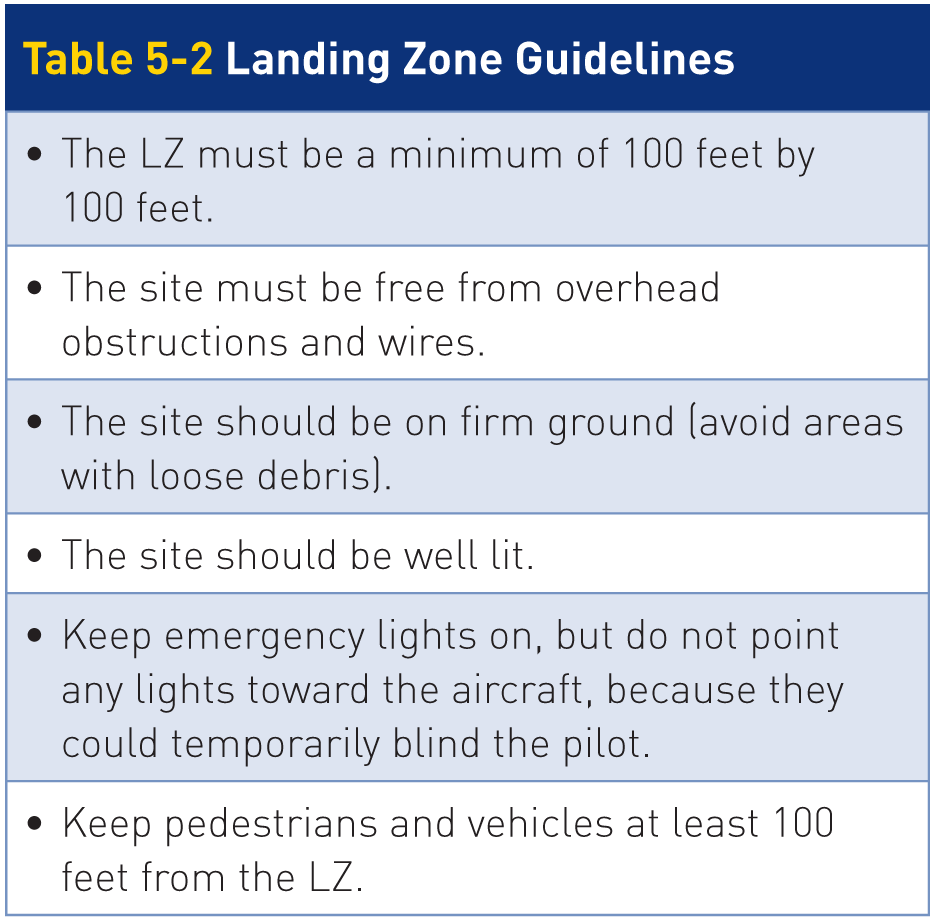 Table 5-2 Landing Zone Guidelines
• The LZ must be a minimum of 100 feet by
100 feet.
• The site must be free from overhead
obstructions and wires.
• The site should be on firm ground (avoid areas
with loose debris).
• The site should be well lit.
• Keep emergency lights on, but do not point
any lights toward the aircraft, because they
could temporarily blind the pilot.
• Keep pedestrians and vehicles at least 100
feet from the LZ.